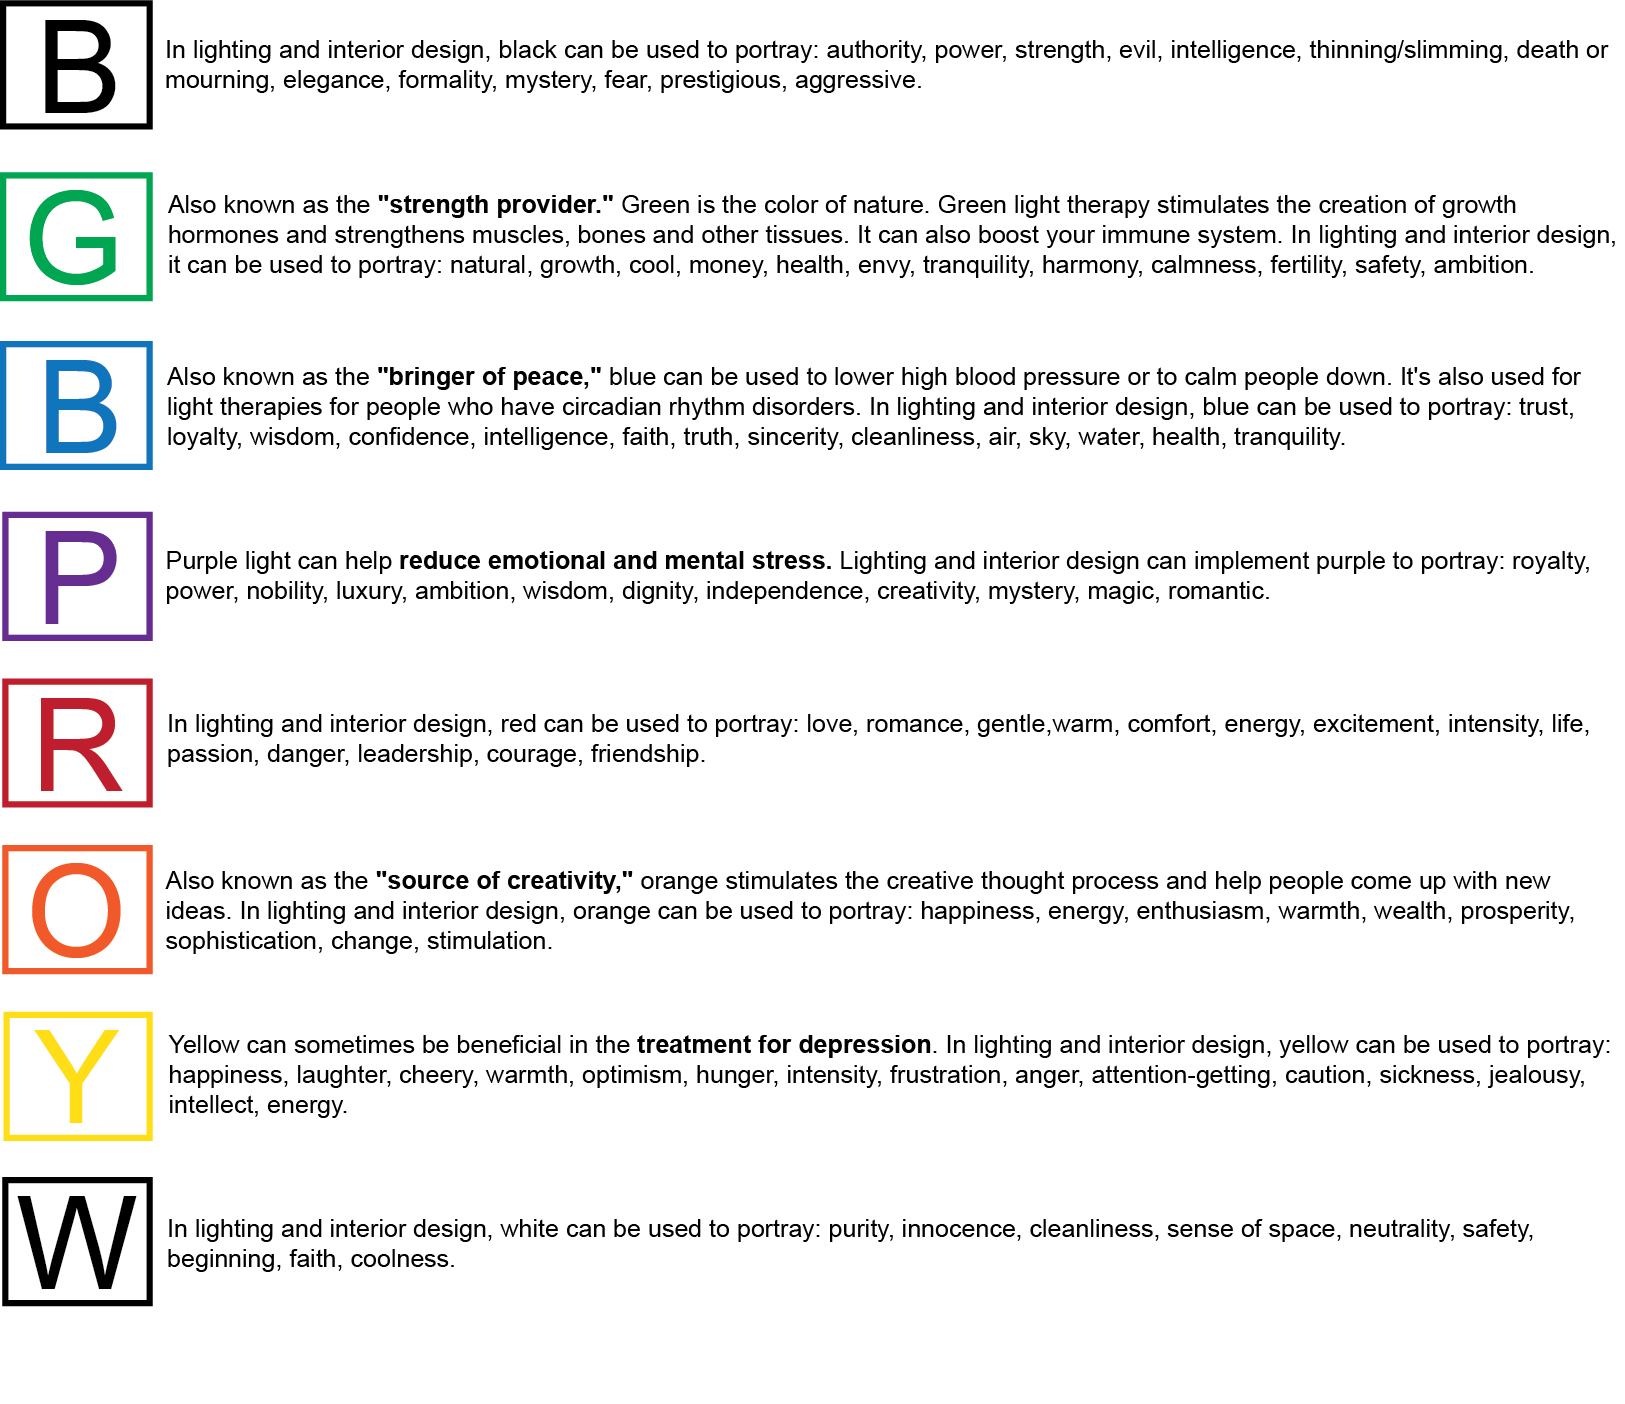 B
In lighting and interior design, black can be used to portray: authority, power, strength, evil, intelligence, thinning/slimming, death or
mourning, elegance, formality, mystery, fear, prestigious, aggressive.
G
Also known as the "strength provider." Green is the color of nature. Green light therapy stimulates the creation of growth
hormones and strengthens muscles, bones and other tissues. It can also boost your immune system. In lighting and interior design,
it can be used to portray: natural, growth, cool, money, health, envy, tranquility, harmony, calmness, fertility, safety, ambition.
B
Also known as the "bringer of peace," blue can be used to lower high blood pressure or to calm people down. It's also used for
light therapies for people who have circadian rhythm disorders. In lighting and interior design, blue can be used to portray: trust,
loyalty, wisdom, confidence, intelligence, faith, truth, sincerity, cleanliness, air, sky, water, health, tranquility.
P
Purple light can help reduce emotional and mental stress. Lighting and interior design can implement purple to portray: royalty,
power, nobility, luxury, ambition, wisdom, dignity, independence, creativity, mystery, magic, romantic.
R
In lighting and interior design, red can be used to portray: love, romance, gentle,warm, comfort, energy, excitement, intensity, life,
passion, danger, leadership, courage, friendship.
O
Also known as the "source of creativity," orange stimulates the creative thought process and help people come up with new
ideas. In lighting and interior design, orange can be used to portray: happiness, energy, enthusiasm, warmth, wealth, prosperity,
sophistication, change, stimulation.
Y
Yellow can sometimes be beneficial in the treatment for depression. In lighting and interior design, yellow can be used to portray:
happiness, laughter, cheery, warmth, optimism, hunger, intensity, frustration, anger, attention-getting, caution, sickness, jealousy,
intellect, energy.
W
In lighting and interior design, white can be used to portray: purity, innocence, cleanliness, sense of space, neutrality, safety,
beginning, faith, coolness.